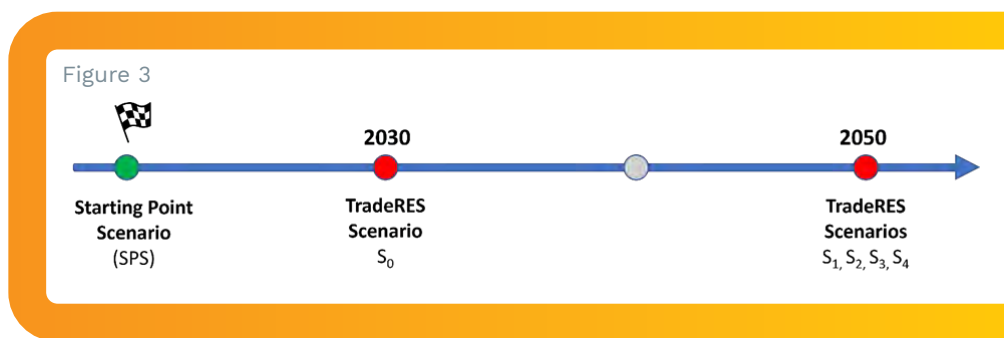 Figure 3
2030
2050
Starting Point
Scenario
(SPS)
TradeRES
Scenario
S₀
TradeRES
Scenarios
S₁, S₂, S₃, S₄